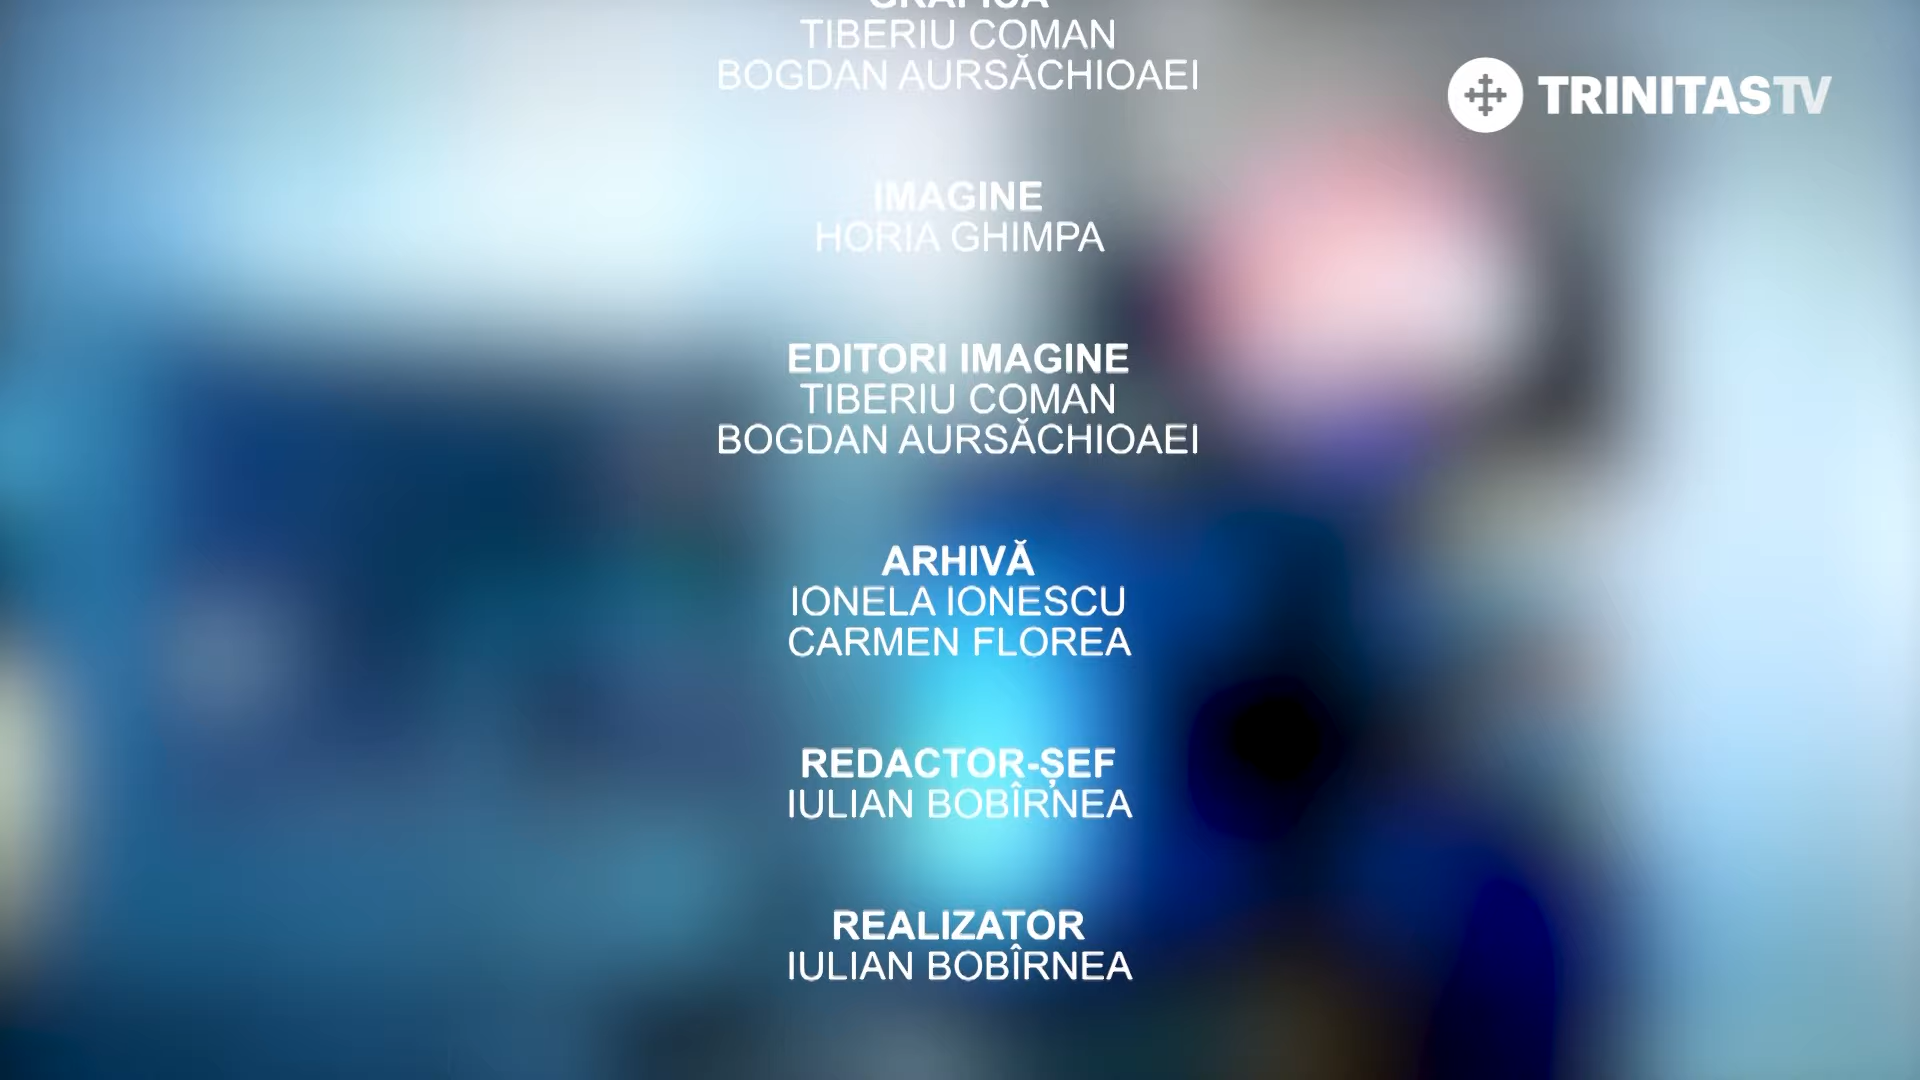 GRAFICA
TIBERIU COMAN
BOGDAN AURSĂCHIOAEI
TRINITASTV
IMAGINE
HORIA GHIMPA
EDITORI IMAGINE
TIBERIU COMAN
BOGDAN AURSĂCHIOAEI
ARHIVĂ
IONELA IONESCU
CARMEN FLOREA
REDACTOR-ȘEF
IULIAN BOBÎRNEA
REALIZATOR
IULIAN BOBÎRNEA